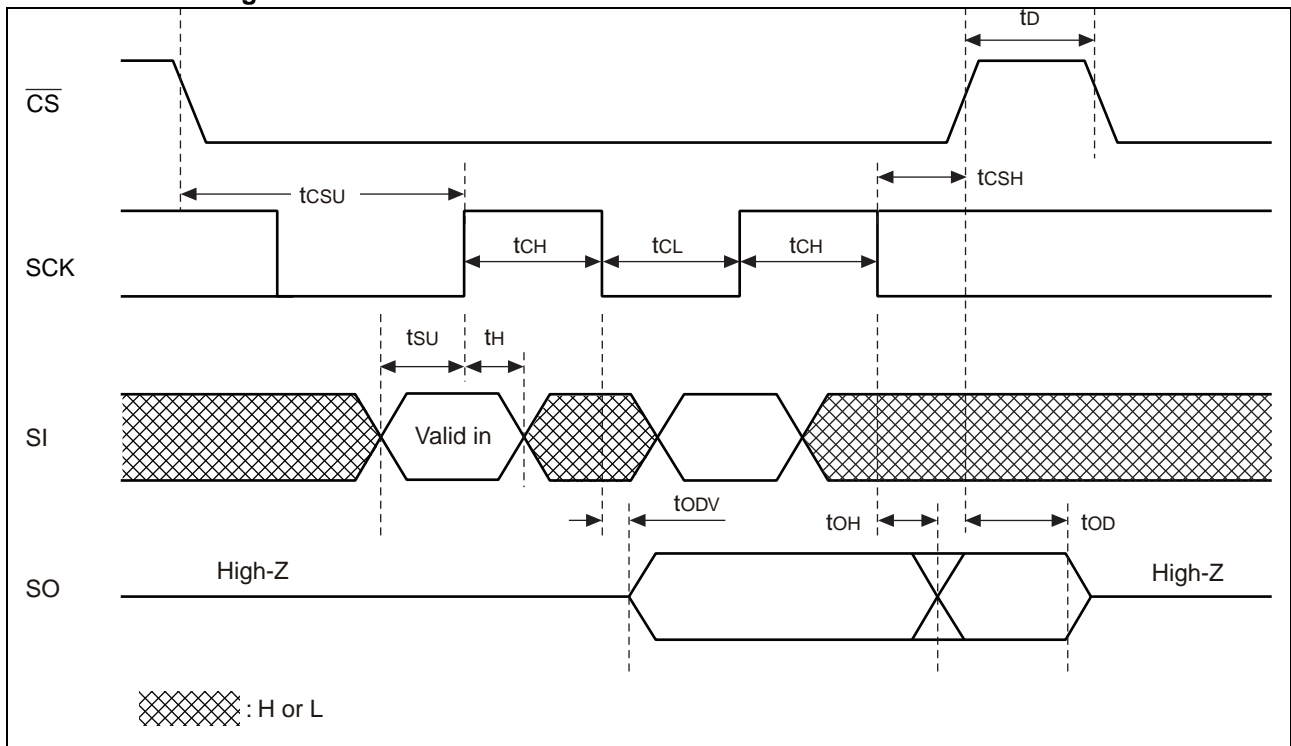 tD
CS
tCSU
tCSH
SCK
tCH
tCL
tCH
tSU
tH
SI
Valid in
tODV
tOH
tOD
SO
High-Z
High-Z
: H or L